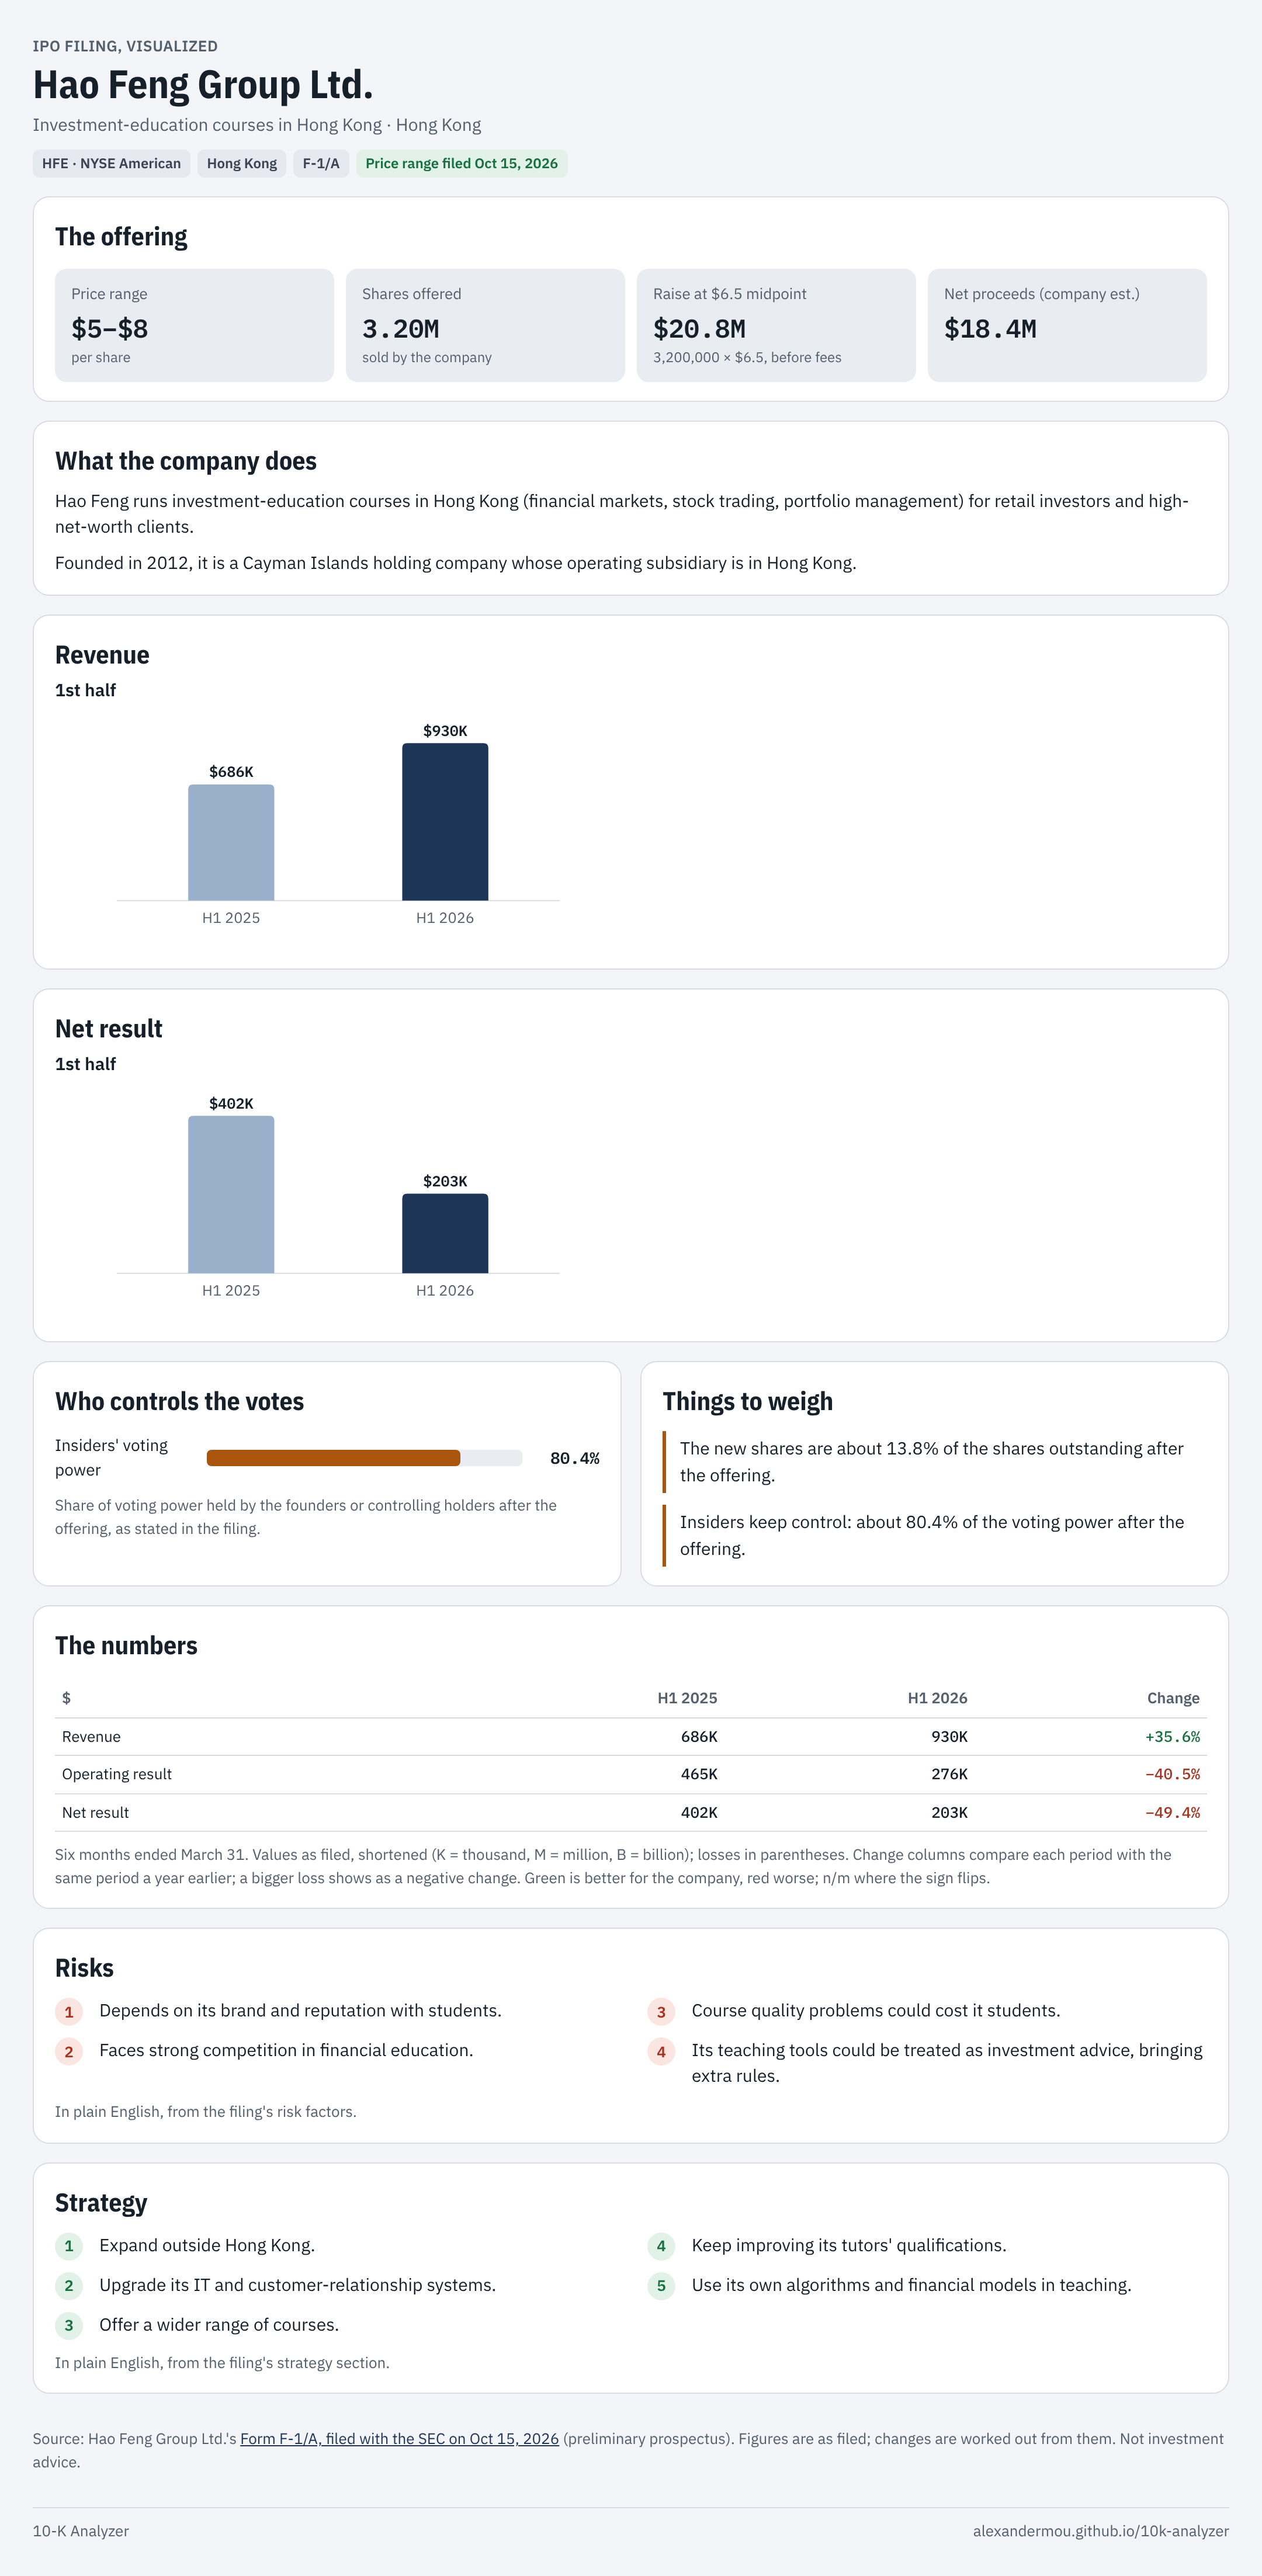 IPO FILING, VISUALIZED
Hao Feng Group Ltd.
Investment-education courses in Hong Kong · Hong Kong
HFE · NYSE American
Hong Kong
F-1/A
Price range filed Oct 15, 2026
The offering
Price range
$5–$8
per share
Shares offered
3.20M
sold by the company
Raise at $6.5 midpoint
$20.8M
3,200,000 × $6.5, before fees
Net proceeds (company est.)
$18.4M
What the company does
Hao Feng runs investment-education courses in Hong Kong (financial markets, stock trading, portfolio management) for retail investors and high-
net-worth clients.
Founded in 2012, it is a Cayman Islands holding company whose operating subsidiary is in Hong Kong.
Revenue
1st half
$686K
$930K
H1 2025
H1 2026
Net result
1st half
$402K
$203K
H1 2025
H1 2026
Who controls the votes
Insiders' voting
power
80.4%
Share of voting power held by the founders or controlling holders after the
offering, as stated in the filing.
Things to weigh
The new shares are about 13.8% of the shares outstanding after
the offering.
Insiders keep control: about 80.4% of the voting power after the
offering.
The numbers
$ H1 2025 H1 2026 Change
Revenue 686K 930K +35.6%
Operating result 465K 276K −40.5%
Net result 402K 203K −49.4%
Six months ended March 31. Values as filed, shortened (K = thousand, M = million, B = billion); losses in parentheses. Change columns compare each period with the
same period a year earlier; a bigger loss shows as a negative change. Green is better for the company, red worse; n/m where the sign flips.
Risks
1 Depends on its brand and reputation with students.
2 Faces strong competition in financial education.
3 Course quality problems could cost it students.
4 Its teaching tools could be treated as investment advice, bringing
extra rules.
In plain English, from the filing's risk factors.
Strategy
1 Expand outside Hong Kong.
2 Upgrade its IT and customer-relationship systems.
3 Offer a wider range of courses.
4 Keep improving its tutors' qualifications.
5 Use its own algorithms and financial models in teaching.
In plain English, from the filing's strategy section.
Source: Hao Feng Group Ltd.'s Form F-1/A, filed with the SEC on Oct 15, 2026 (preliminary prospectus). Figures are as filed; changes are worked out from them. Not investment
advice.
10-K Analyzer
alexandermou.github.io/10k-analyzer